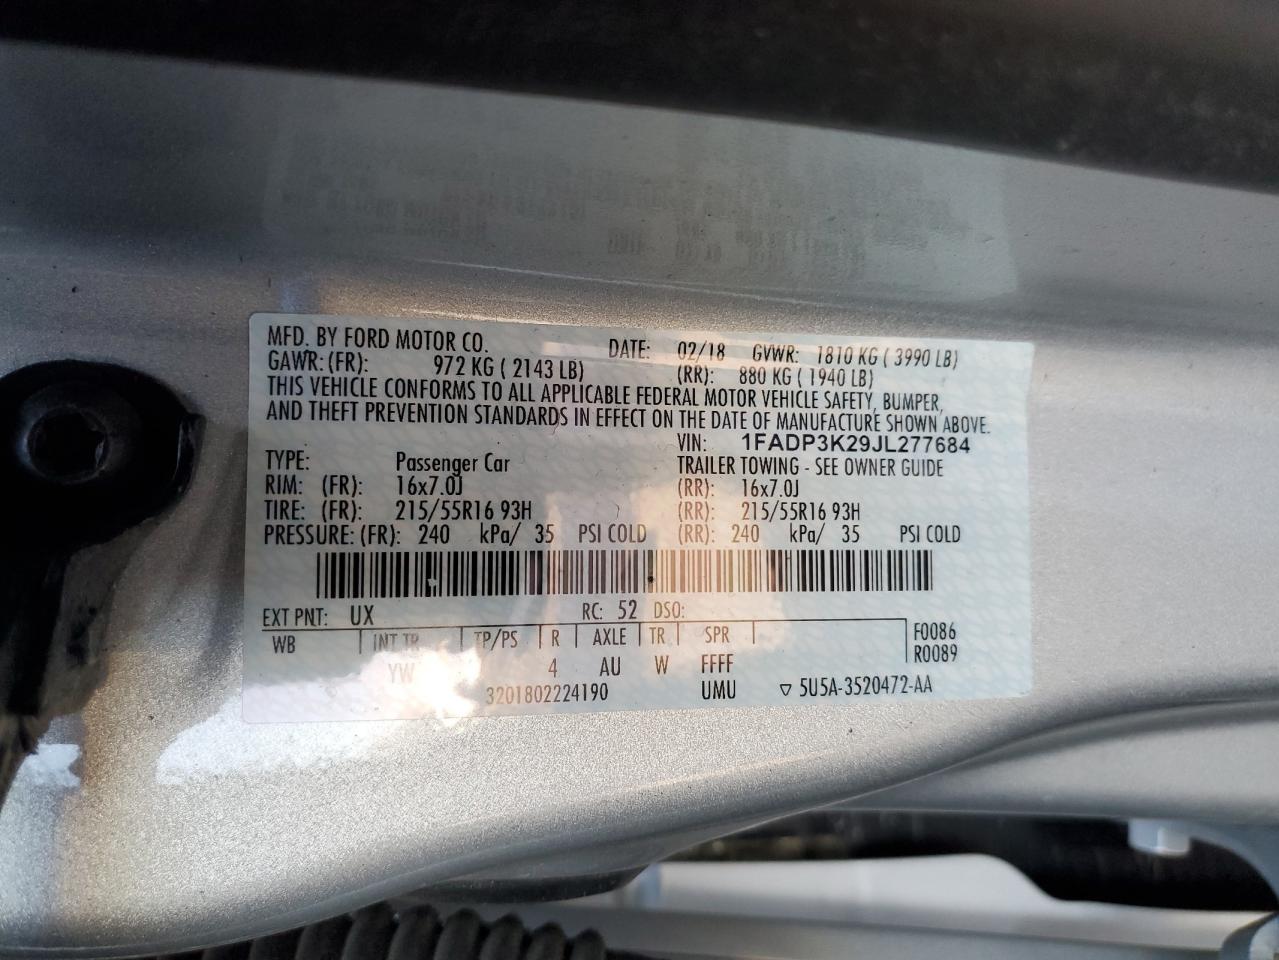 MFD. BY FORD MOTOR CO. DATE: 02/18 GVWR: 1810 KG ( 3990 LB)
GAWR: (FR): 972 KG ( 2143 LB) (RR): 880 KG ( 1940 LB)
THIS VEHICLE CONFORMS TO ALL APPLICABLE FEDERAL MOTOR VEHICLE SAFETY, BUMPER,
AND THEFT PREVENTION STANDARDS IN EFFECT ON THE DATE OF MANUFACTURE SHOWN ABOVE.
VIN: 1FADP3K29JL277684
TYPE: Passenger Car TRAILER TOWING - SEE OWNER GUIDE
RIM: (FR): 16x7.0J (RR): 16x7.0J
TIRE: (FR): 215/55R16 93H (RR): 215/55R16 93H
PRESSURE: (FR): 240 kPa/ 35 PSI COLD (RR): 240 kPa/ 35 PSI COLD
EXT PNT: UX RC: 52 DSO:
WB INT TR TP/PS R AXLE TR SPR F0086
R0089
YW 4 AU W FFFF
3201802224190 UMU ▽ 5U5A-3520472-AA